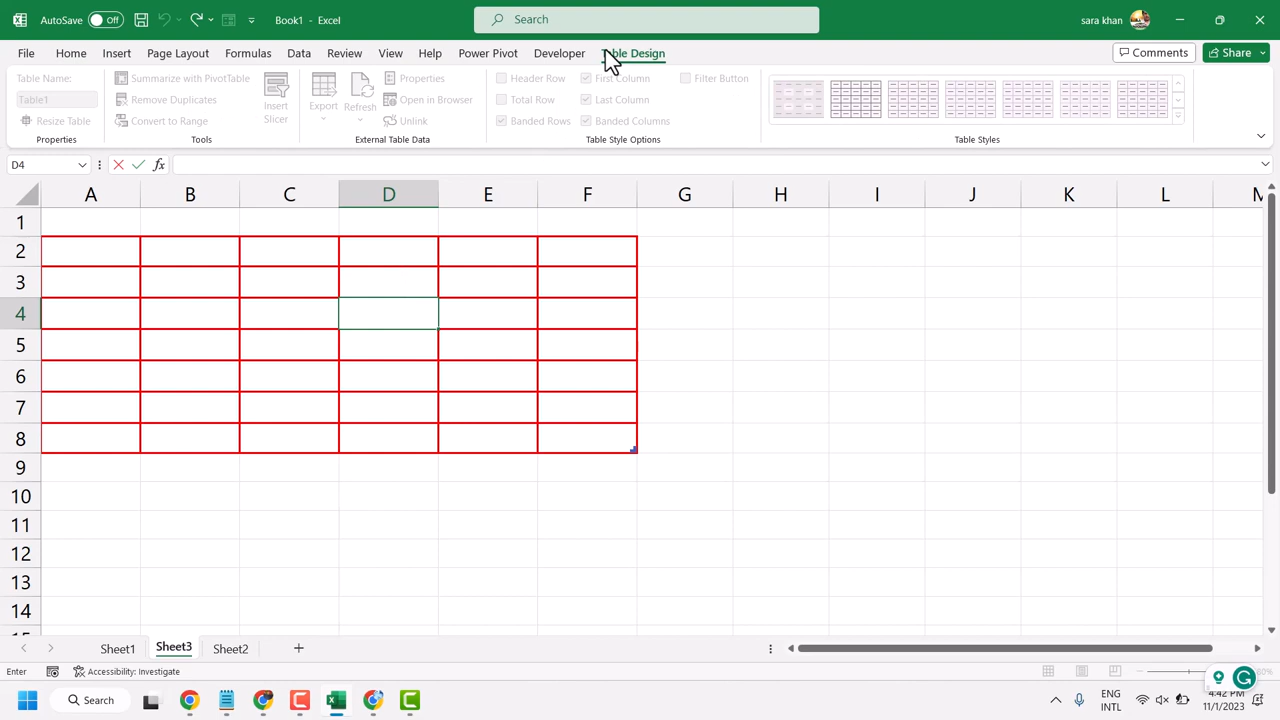 AutoSave Off Book1 - Excel Search sara khan
File Home Insert Page Layout Formulas Data Review View Help Power Pivot Developer Table Design Comments Share
Table Name: Summarize with PivotTable Properties Header Row First Column Filter Button
Table1 Remove Duplicates Insert Slicer Export Refresh Total Row Last Column
Resize Table Convert to Range Unlink Banded Rows Banded Columns
Properties Tools External Table Data Table Style Options Table Styles
D4 fx
A B C D E F G H I J K L M
1
2
3
4
5
6
7
8
9
10
11
12
13
14
15
Sheet1 Sheet3 Sheet2
Enter Accessibility: Investigate
Search ENG INTL 4:42 PM 11/1/2023